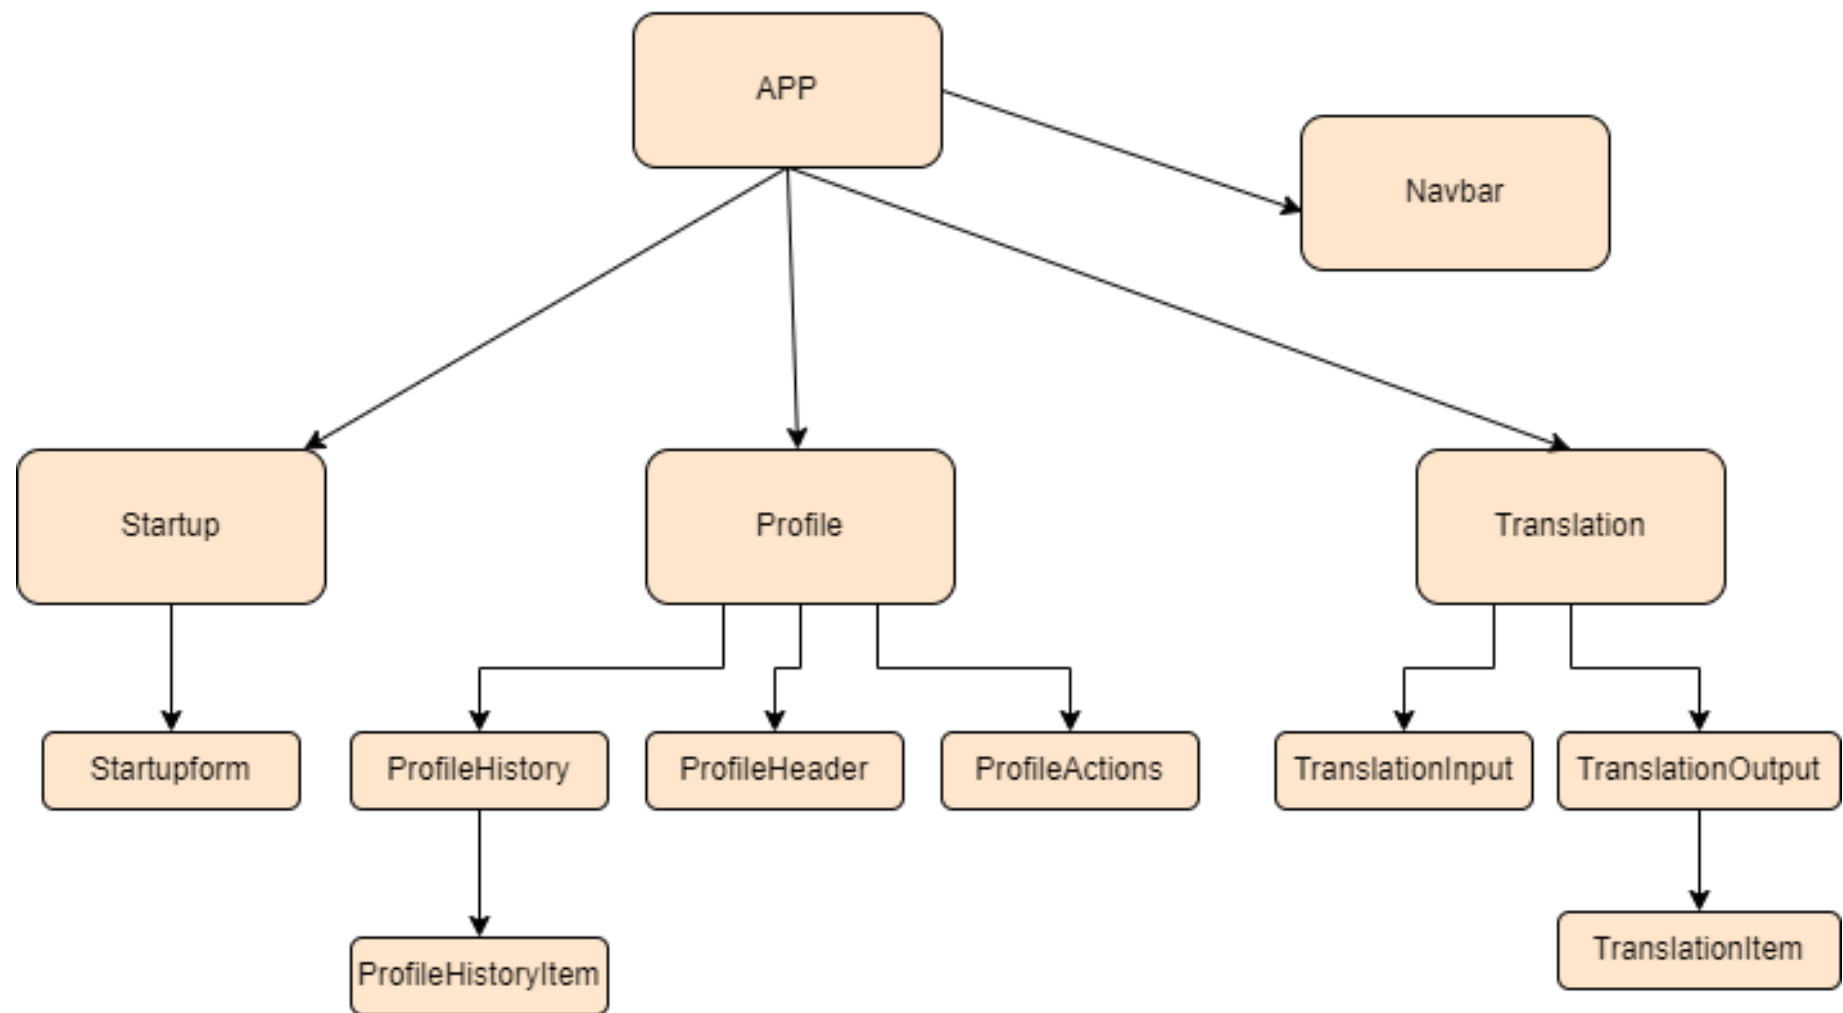 APP
Navbar
Startup
Profile
Translation
Startupform
ProfileHistory
ProfileHeader
ProfileActions
TranslationInput
TranslationOutput
TranslationItem
ProfileHistoryItem